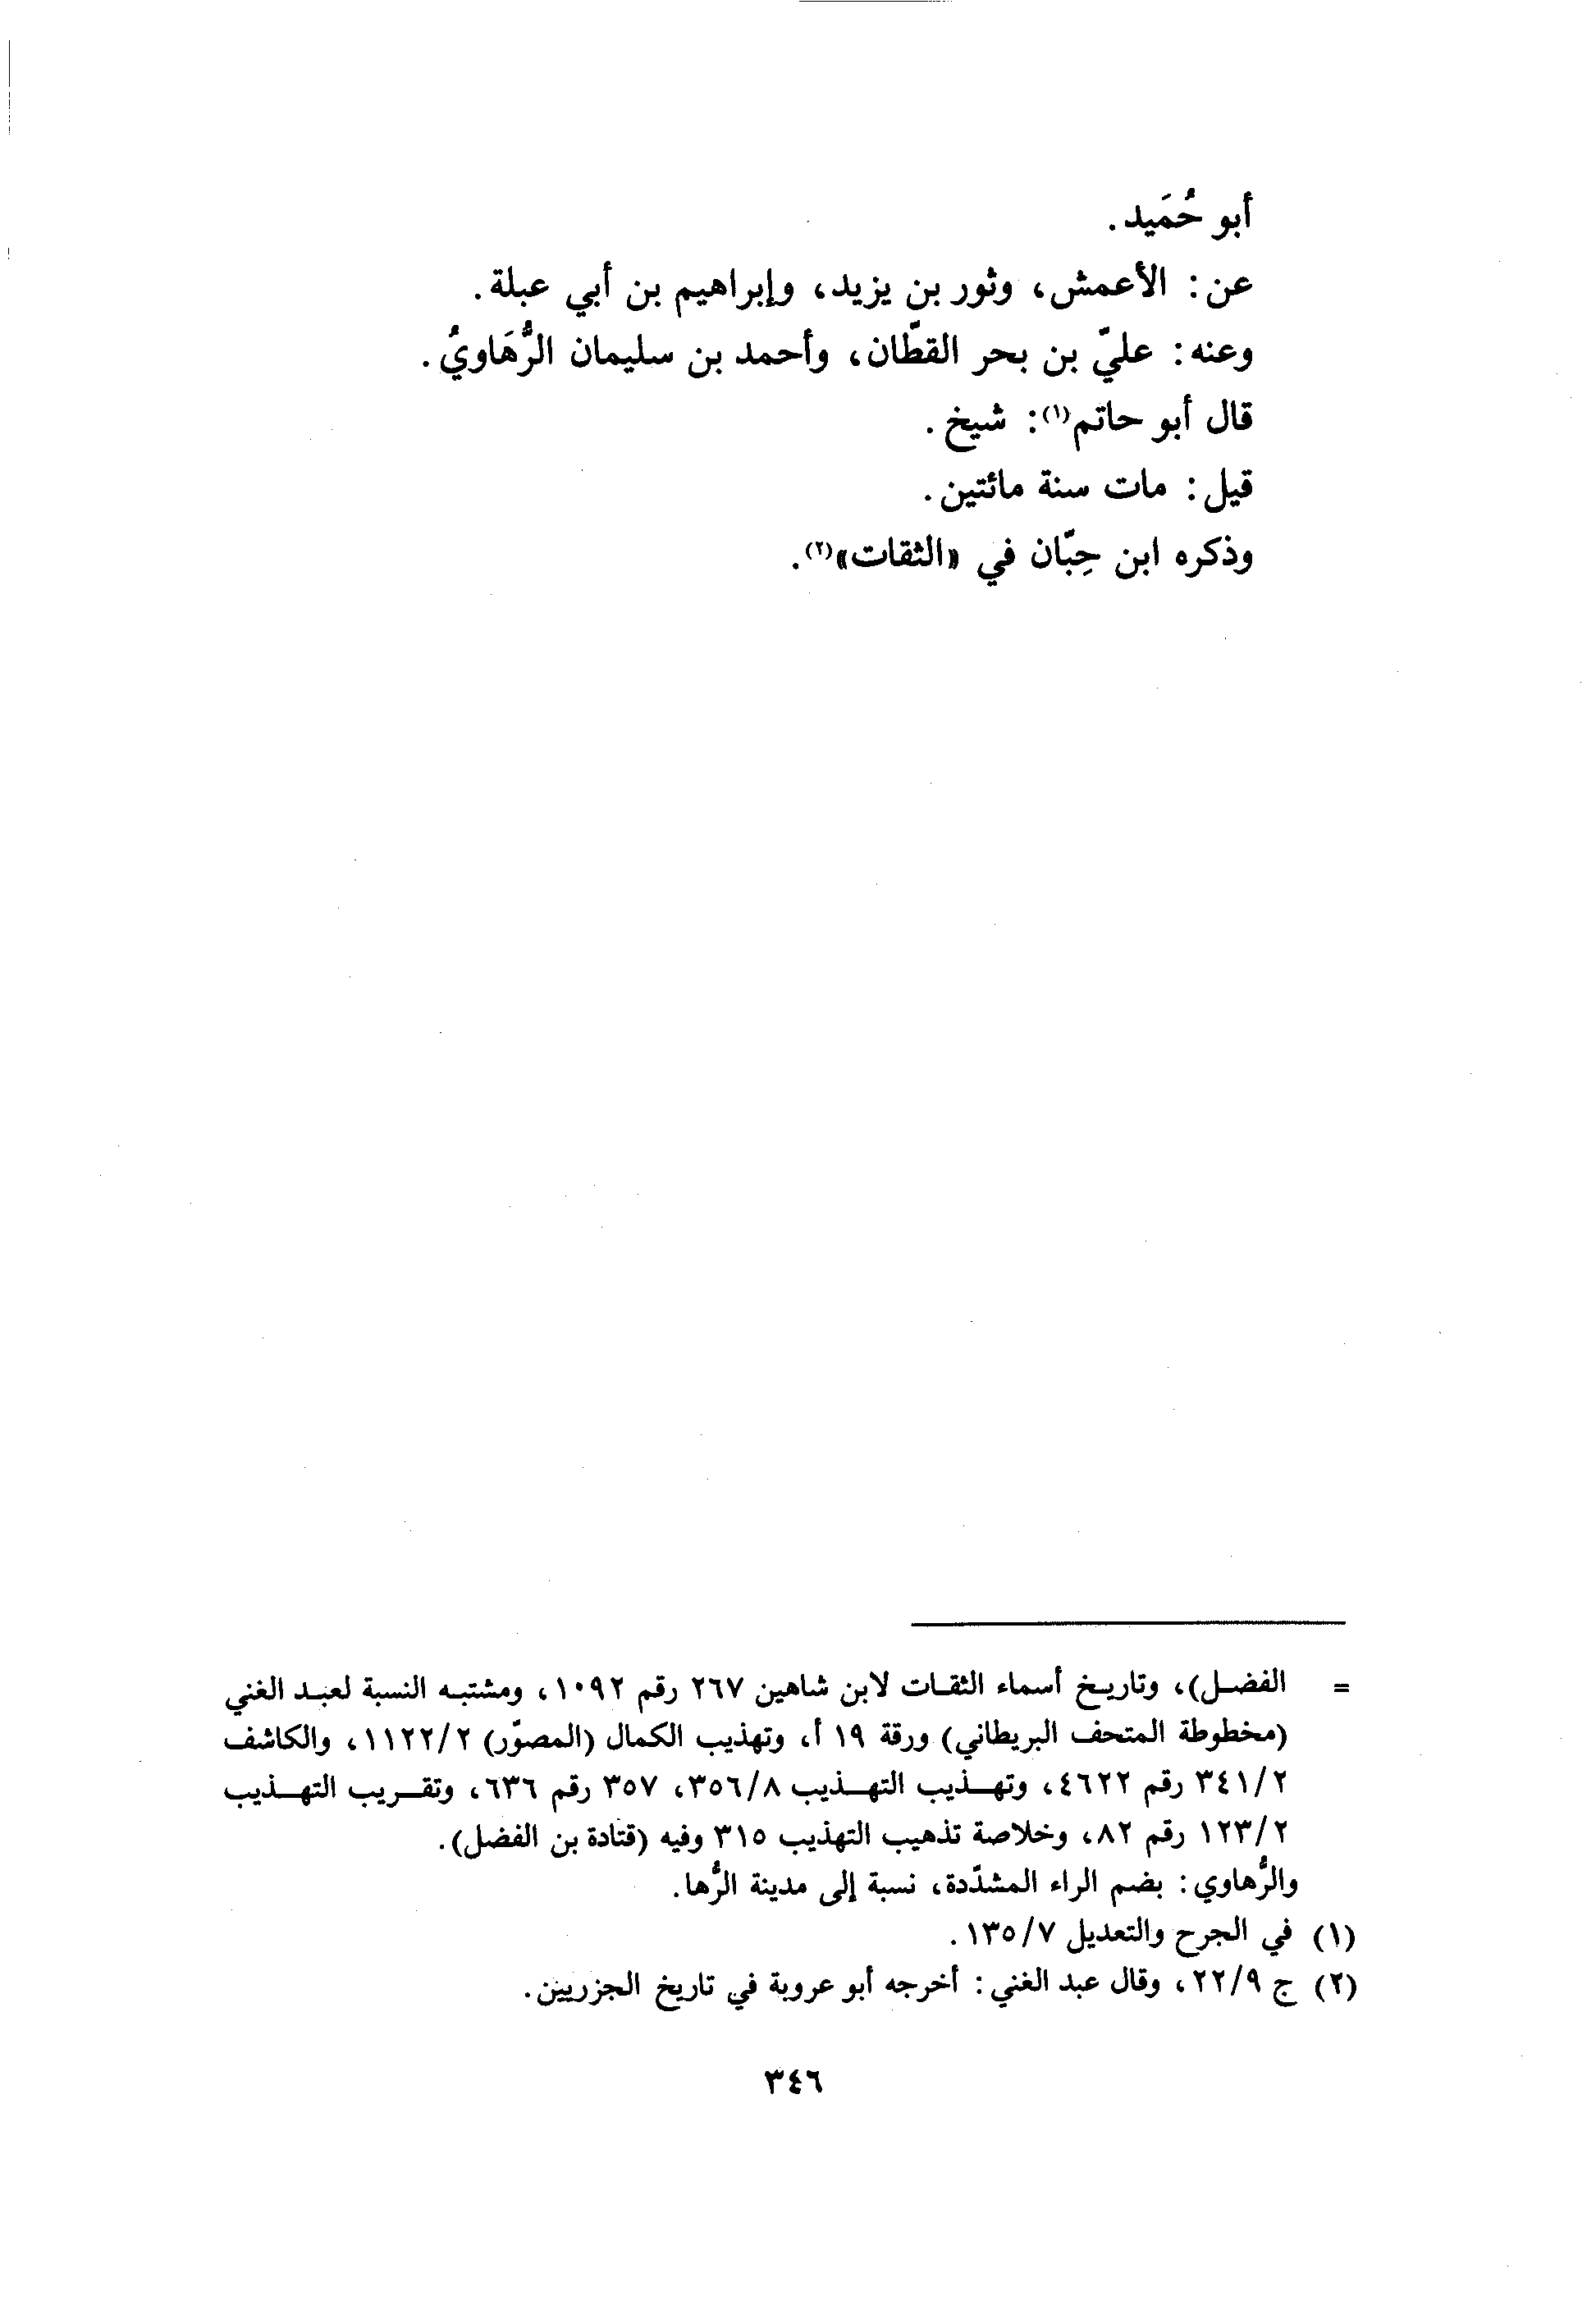 أبو حُمَيد.
عن: الأعمش، وثور بن يزيد، وإبراهيم بن أبي عبلة.
وعنه: عليّ بن بحر القطّان، وأحمد بن سليمان الرُّهَاويُ.
قال أبو حاتم(١): شيخ.
قيل: مات سنة مائتين.
وذكره ابن حِبّان في «الثقات»(٢).
= الفضل)، وتاريخ أسماء الثقات لابن شاهين ٢٦٧ رقم ١٠٩٢، ومشتبه النسبة لعبد الغني
(مخطوطة المتحف البريطاني) ورقة ١٩ أ، وتهذيب الكمال (المصوّر) ١١٢٢/٢، والكاشف
٣٤١/٢ رقم ٤٦٢٢، وتهذيب التهذيب ٣٥٦/٨، ٣٥٧ رقم ٦٣٦، وتقريب التهذيب
١٢٣/٢ رقم ٨٢، وخلاصة تذهيب التهذيب ٣١٥ وفيه (قتادة بن الفضل).
والرُّهاوي: بضم الراء المشدّدة، نسبة إلى مدينة الرُّها.
(١) في الجرح والتعديل ١٣٥/٧.
(٢) ج ٢٢/٩، وقال عبد الغني: أخرجه أبو عروبة في تاريخ الجزريين.
٣٤٦